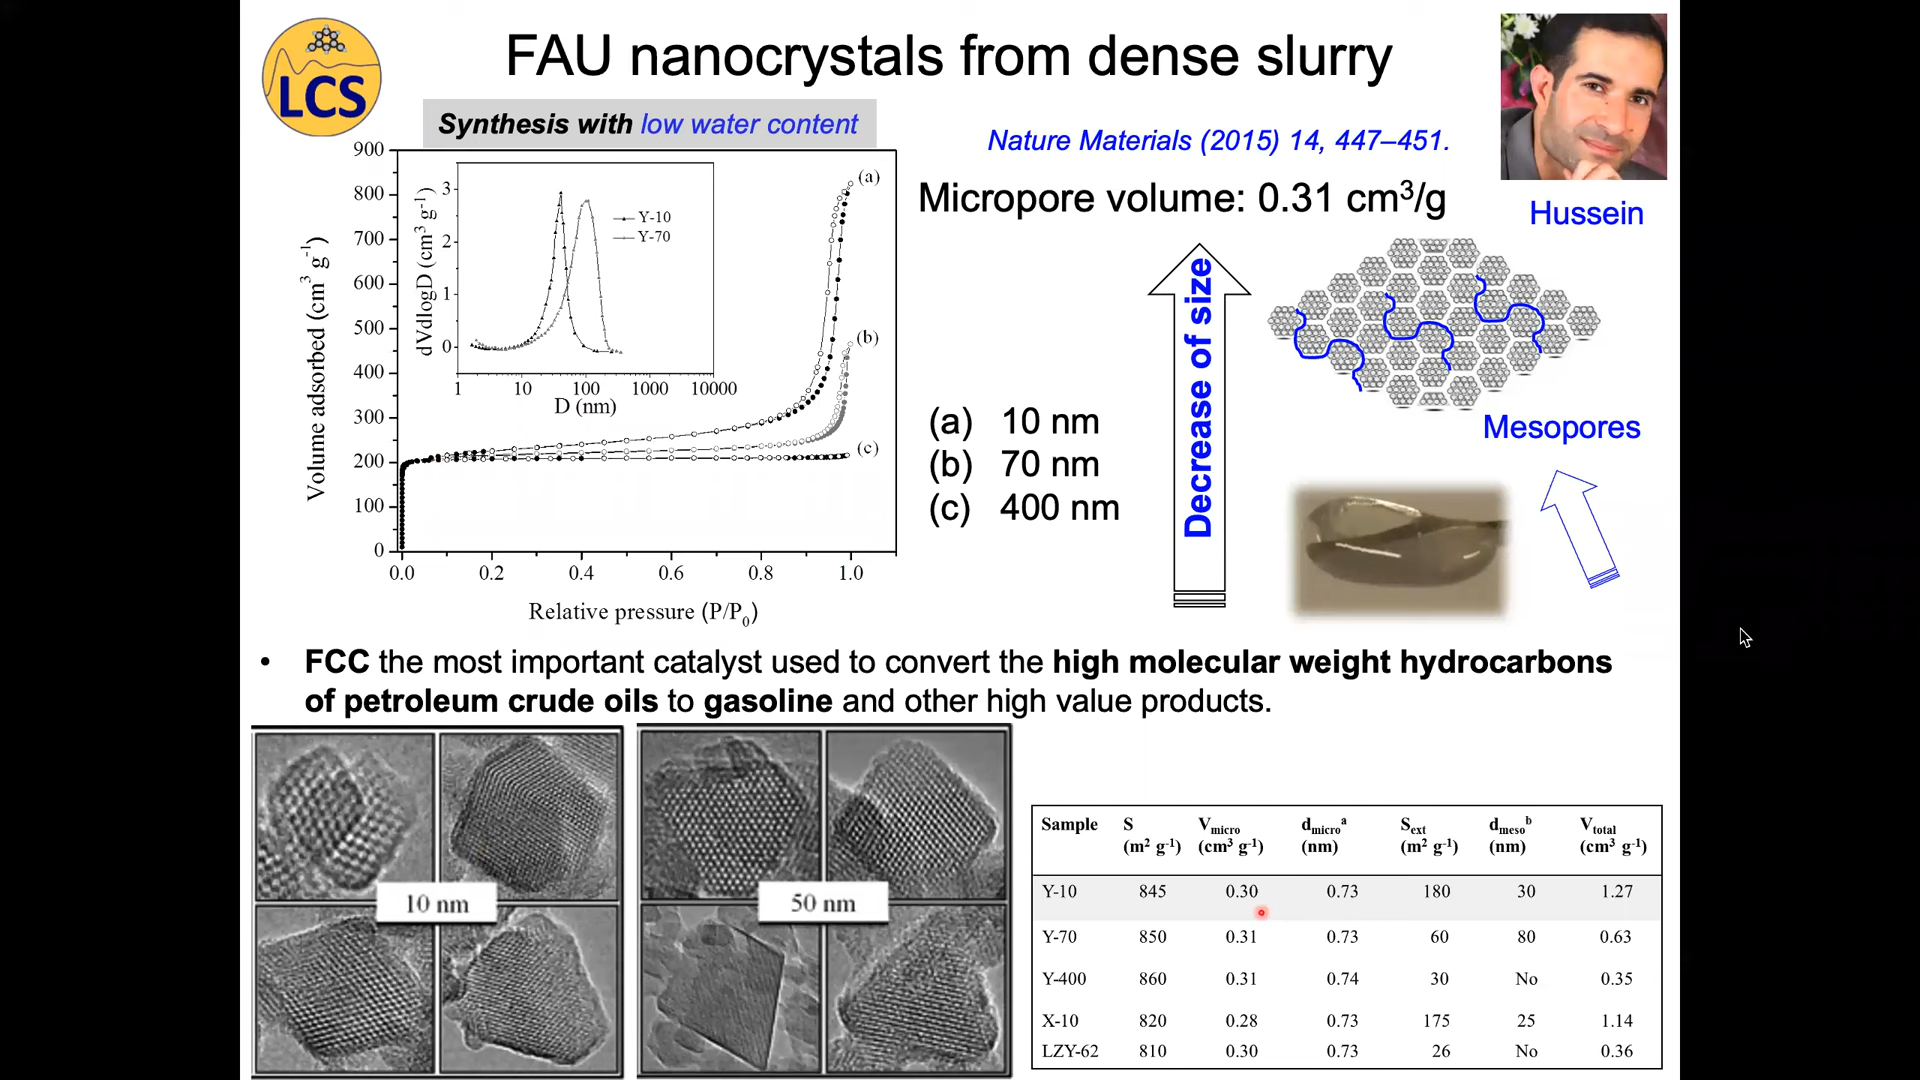 LCS
FAU nanocrystals from dense slurry
Synthesis with low water content
Nature Materials (2015) 14, 447–451.
Micropore volume: 0.31 cm³/g
Hussein
Volume adsorbed (cm³ g⁻¹)
900
800
700
600
500
400
300
200
100
0
0.0 0.2 0.4 0.6 0.8 1.0
Relative pressure (P/P₀)
(a)
(b)
(c)
dVdlogD (cm³ g⁻¹)
3
2
1
0
1 10 100 1000 10000
D (nm)
Y-10
Y-70
(a) 10 nm
(b) 70 nm
(c) 400 nm
Decrease of size
Mesopores
• FCC the most important catalyst used to convert the high molecular weight hydrocarbons
of petroleum crude oils to gasoline and other high value products.
10 nm
50 nm
Sample S Vmicro dmicroᵃ Sext dmesoᵇ Vtotal
(m² g⁻¹) (cm³ g⁻¹) (nm) (m² g⁻¹) (nm) (cm³ g⁻¹)
Y-10 845 0.30 0.73 180 30 1.27
Y-70 850 0.31 0.73 60 80 0.63
Y-400 860 0.31 0.74 30 No 0.35
X-10 820 0.28 0.73 175 25 1.14
LZY-62 810 0.30 0.73 26 No 0.36